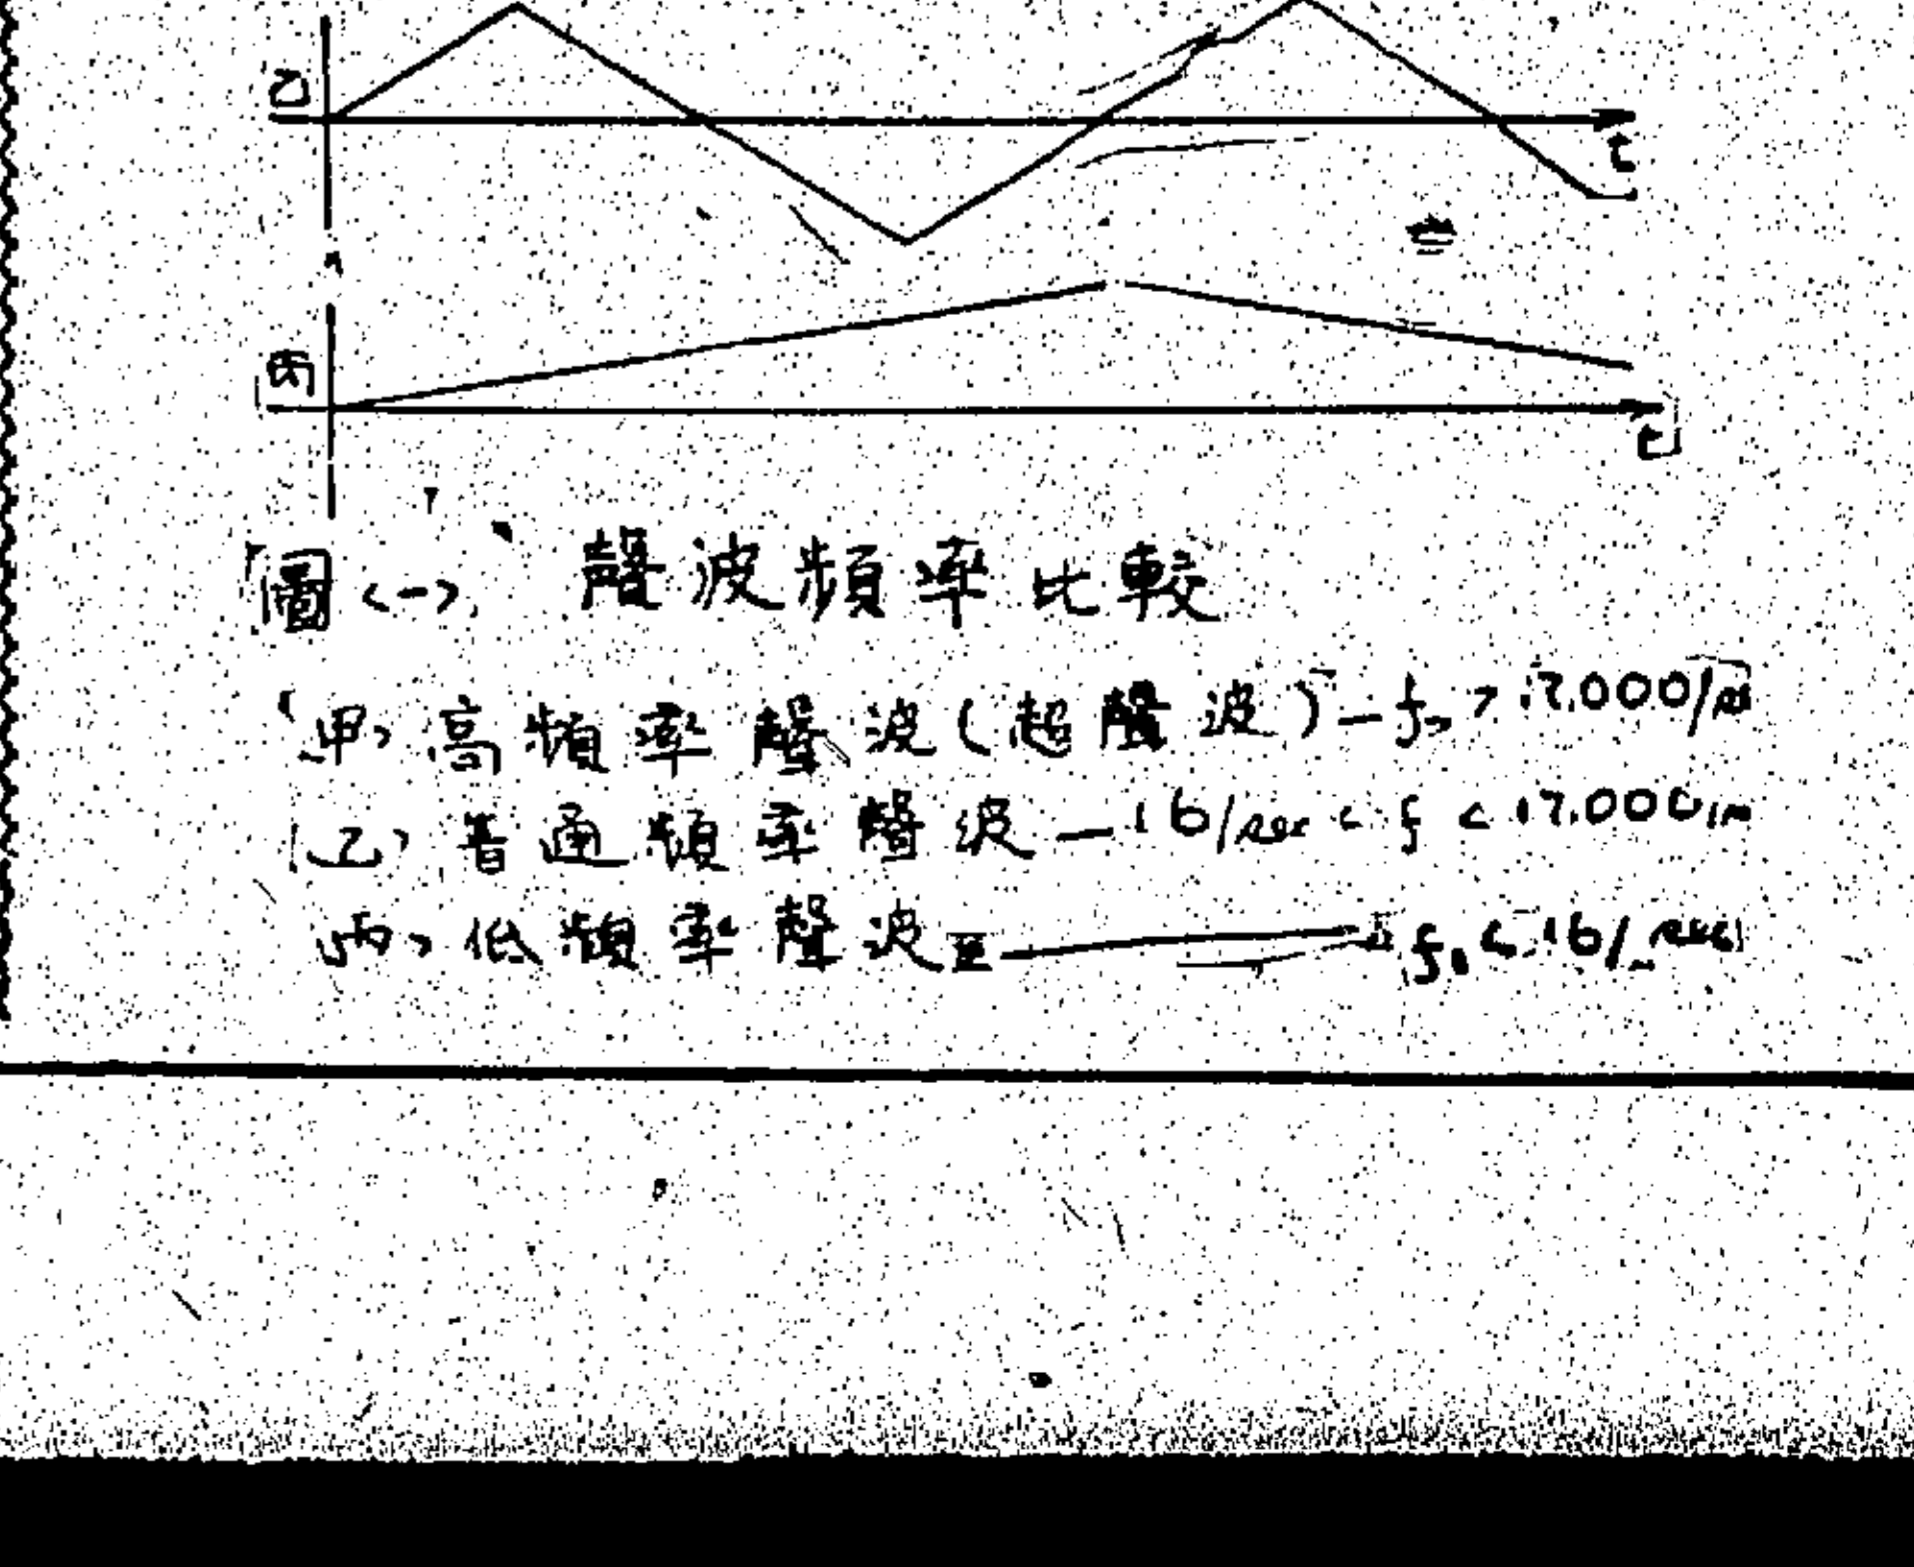 乙
t
丙
t
圖(一) 聲波頻率比較
甲、高頻率聲波(超聲波)— f > 17.000/
乙、普通頻率聲波—16/sec < f < 17.000/
丙、低頻率聲波—— f < 16/sec